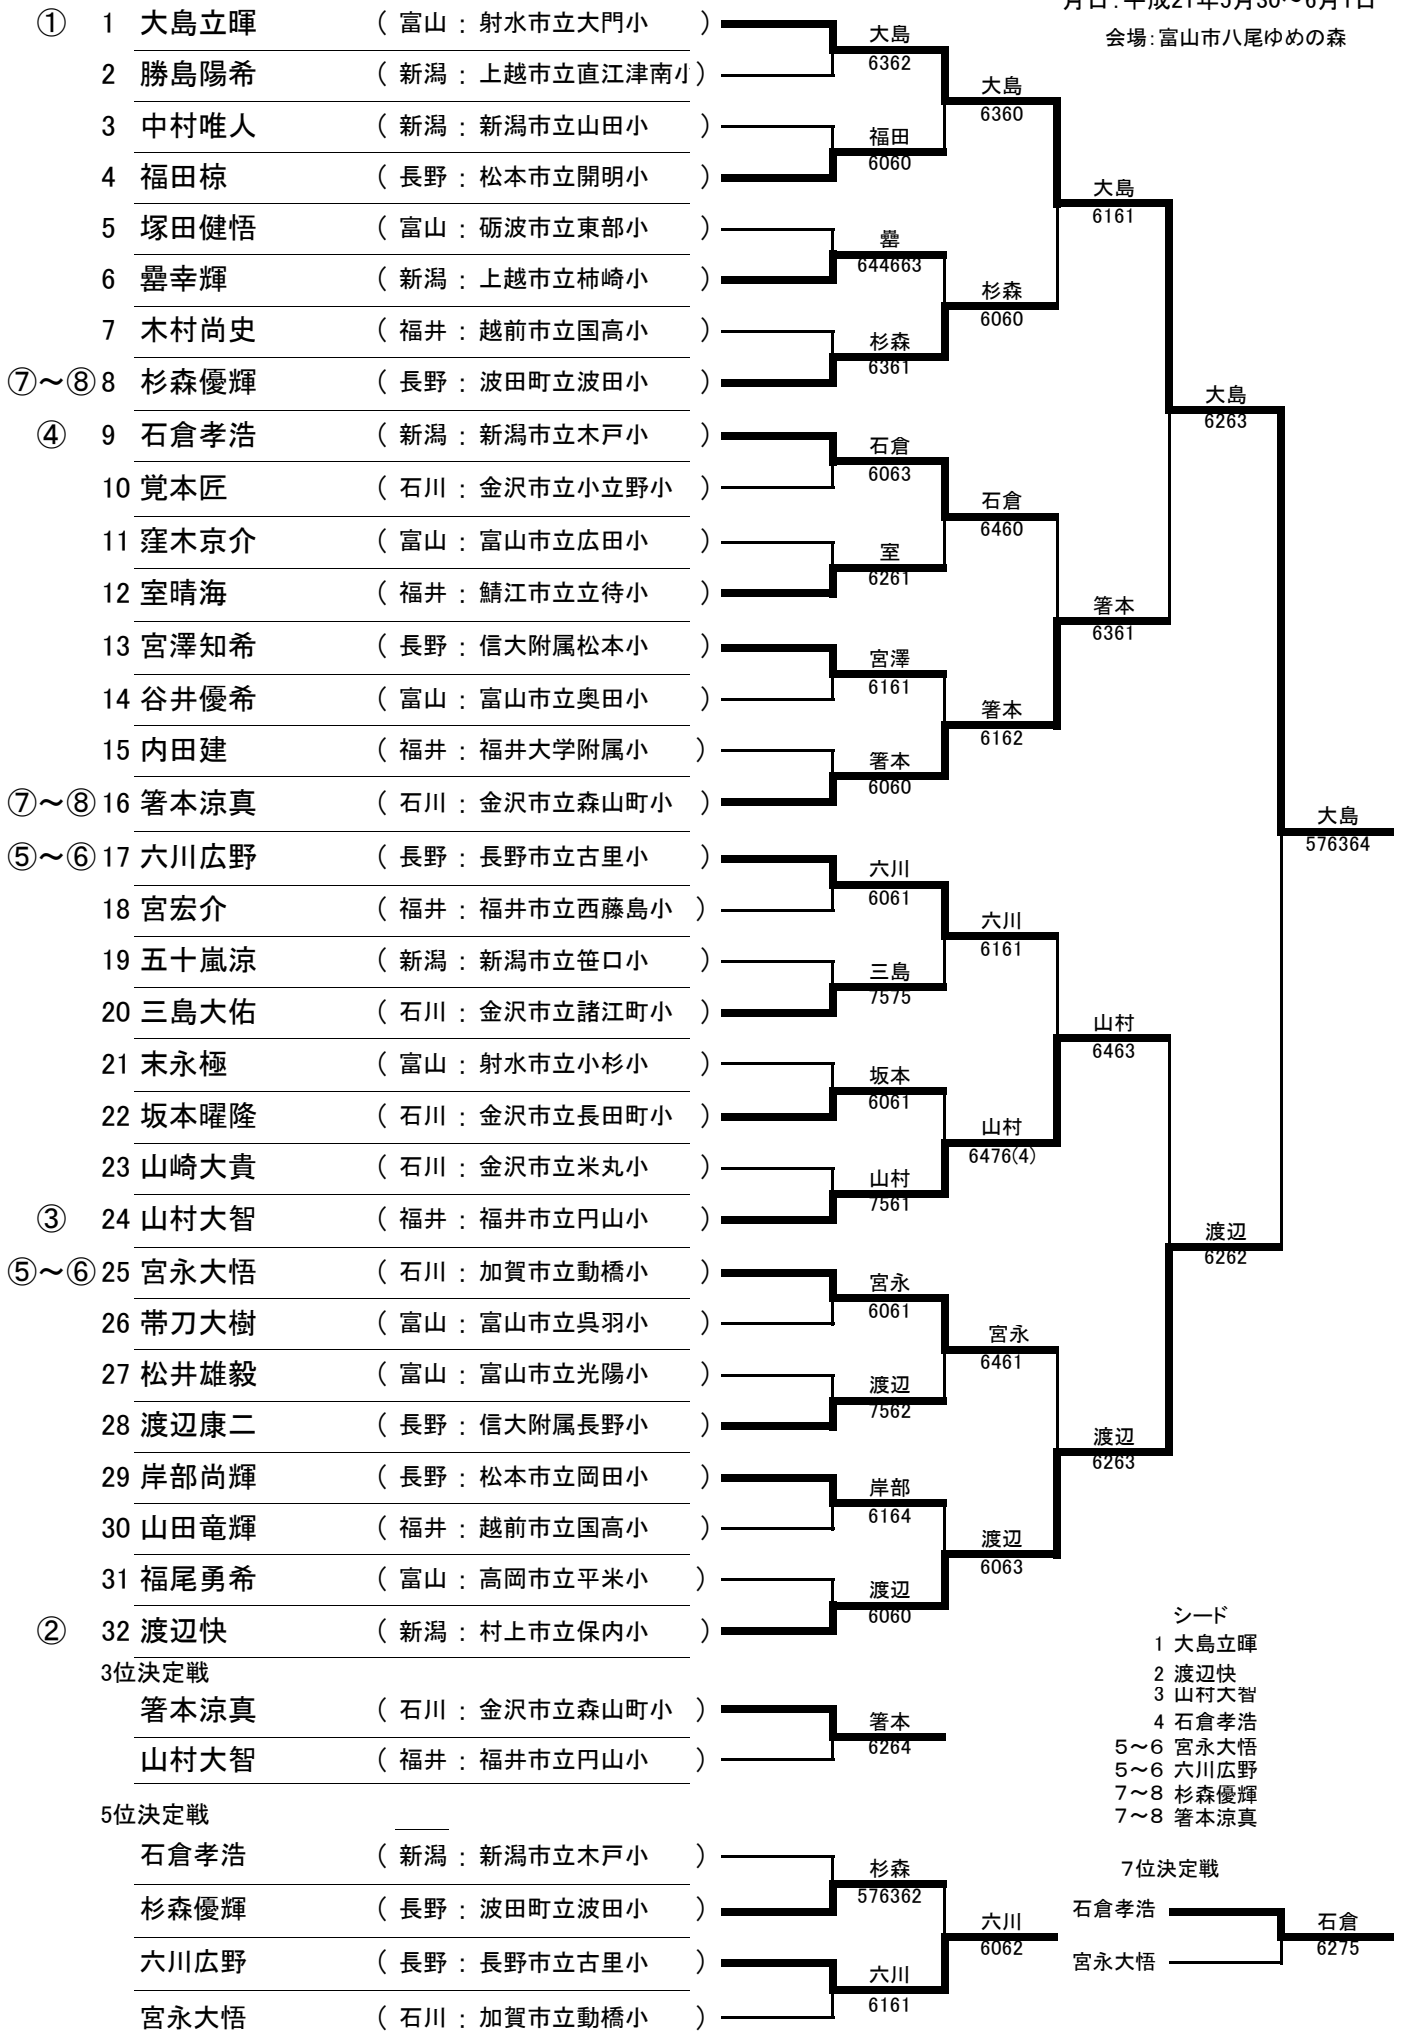 月日：平成21年5月30～6月1日
会場：富山市八尾ゆめの森
① 1 大島立暉 （ 富山 ： 射水市立大門小 ）
2 勝島陽希 （ 新潟 ： 上越市立直江津南小 ）
3 中村唯人 （ 新潟 ： 新潟市立山田小 ）
4 福田椋 （ 長野 ： 松本市立開明小 ）
5 塚田健悟 （ 富山 ： 砺波市立東部小 ）
6 罍幸輝 （ 新潟 ： 上越市立柿崎小 ）
7 木村尚史 （ 福井 ： 越前市立国高小 ）
⑦～⑧ 8 杉森優輝 （ 長野 ： 波田町立波田小 ）
④ 9 石倉孝浩 （ 新潟 ： 新潟市立木戸小 ）
10 覚本匠 （ 石川 ： 金沢市立小立野小 ）
11 窪木京介 （ 富山 ： 富山市立広田小 ）
12 室晴海 （ 福井 ： 鯖江市立立待小 ）
13 宮澤知希 （ 長野 ： 信大附属松本小 ）
14 谷井優希 （ 富山 ： 富山市立奥田小 ）
15 内田建 （ 福井 ： 福井大学附属小 ）
⑦～⑧ 16 箸本涼真 （ 石川 ： 金沢市立森山町小 ）
⑤～⑥ 17 六川広野 （ 長野 ： 長野市立古里小 ）
18 宮宏介 （ 福井 ： 福井市立西藤島小 ）
19 五十嵐涼 （ 新潟 ： 新潟市立笹口小 ）
20 三島大佑 （ 石川 ： 金沢市立諸江町小 ）
21 末永極 （ 富山 ： 射水市立小杉小 ）
22 坂本曜隆 （ 石川 ： 金沢市立長田町小 ）
23 山崎大貴 （ 石川 ： 金沢市立米丸小 ）
③ 24 山村大智 （ 福井 ： 福井市立円山小 ）
⑤～⑥ 25 宮永大悟 （ 石川 ： 加賀市立動橋小 ）
26 帯刀大樹 （ 富山 ： 富山市立呉羽小 ）
27 松井雄毅 （ 富山 ： 富山市立光陽小 ）
28 渡辺康二 （ 長野 ： 信大附属長野小 ）
29 岸部尚輝 （ 長野 ： 松本市立岡田小 ）
30 山田竜輝 （ 福井 ： 越前市立国高小 ）
31 福尾勇希 （ 富山 ： 高岡市立平米小 ）
② 32 渡辺快 （ 新潟 ： 村上市立保内小 ）
大島
6362
福田
6060
罍
644663
杉森
6361
石倉
6063
室
6261
宮澤
6161
箸本
6060
六川
6061
三島
7575
坂本
6061
山村
7561
宮永
6061
渡辺
7562
岸部
6164
渡辺
6060
大島
6360
杉森
6060
石倉
6460
箸本
6162
六川
6161
山村
6476(4)
宮永
6461
渡辺
6063
大島
6161
箸本
6361
山村
6463
渡辺
6263
大島
6263
渡辺
6262
大島
576364
3位決定戦
箸本涼真 （ 石川 ： 金沢市立森山町小 ）
山村大智 （ 福井 ： 福井市立円山小 ）
箸本
6264
5位決定戦
石倉孝浩 （ 新潟 ： 新潟市立木戸小 ）
杉森優輝 （ 長野 ： 波田町立波田小 ）
六川広野 （ 長野 ： 長野市立古里小 ）
宮永大悟 （ 石川 ： 加賀市立動橋小 ）
杉森
576362
六川
6161
六川
6062
シード
1 大島立暉
2 渡辺快
3 山村大智
4 石倉孝浩
5～6 宮永大悟
5～6 六川広野
7～8 杉森優輝
7～8 箸本涼真
7位決定戦
石倉孝浩
宮永大悟
石倉
6275